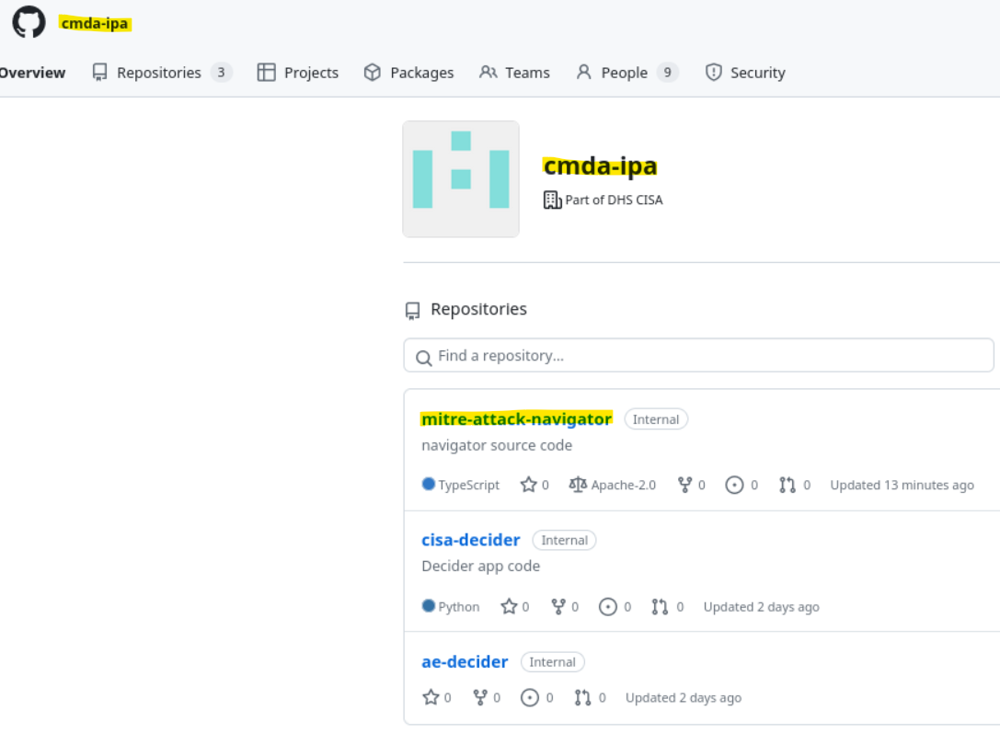 cmda-ipa
Overview Repositories 3 Projects Packages Teams People 9 Security
cmda-ipa
Part of DHS CISA
Repositories
Find a repository...
mitre-attack-navigator Internal
navigator source code
TypeScript 0 Apache-2.0 0 0 0 Updated 13 minutes ago
cisa-decider Internal
Decider app code
Python 0 0 0 0 Updated 2 days ago
ae-decider Internal
0 0 0 0 Updated 2 days ago